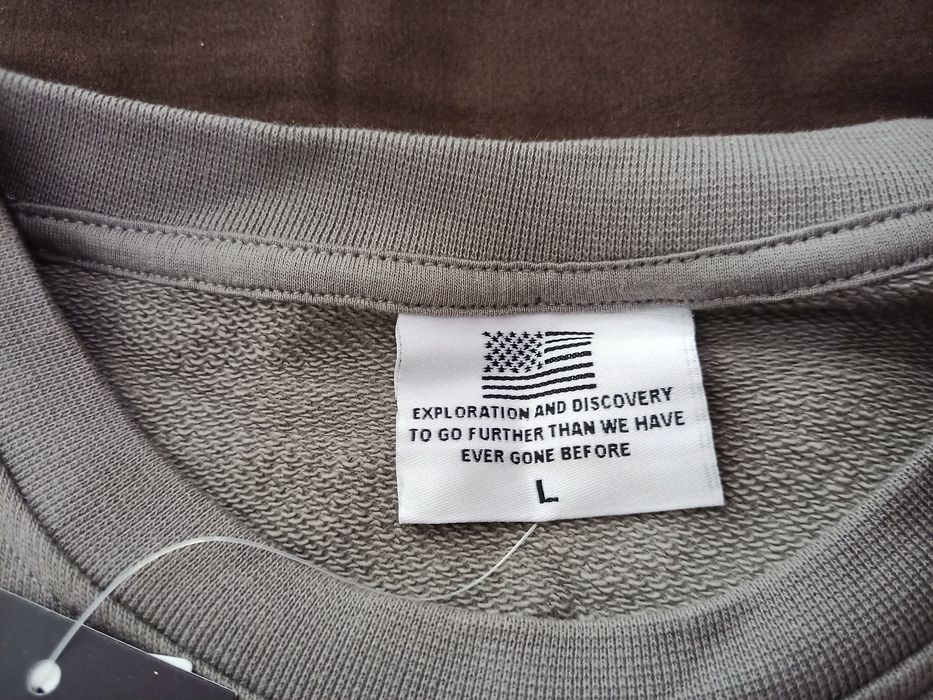 EXPLORATION AND DISCOVERY
TO GO FURTHER THAN WE HAVE
EVER GONE BEFORE
L